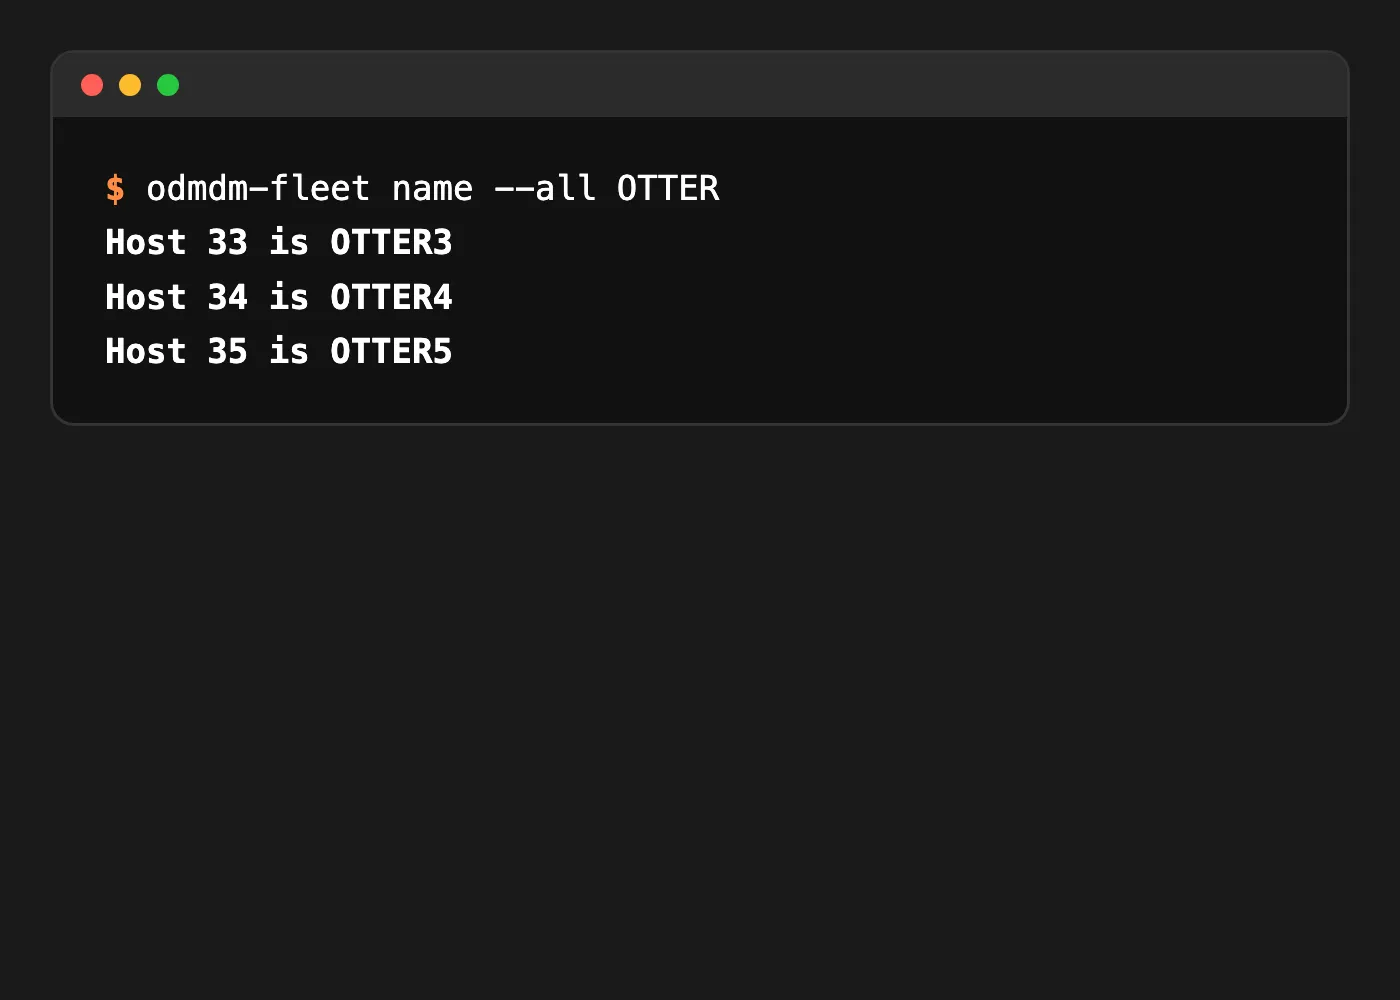 $ odmdm-fleet name --all OTTER
Host 33 is OTTER3
Host 34 is OTTER4
Host 35 is OTTER5